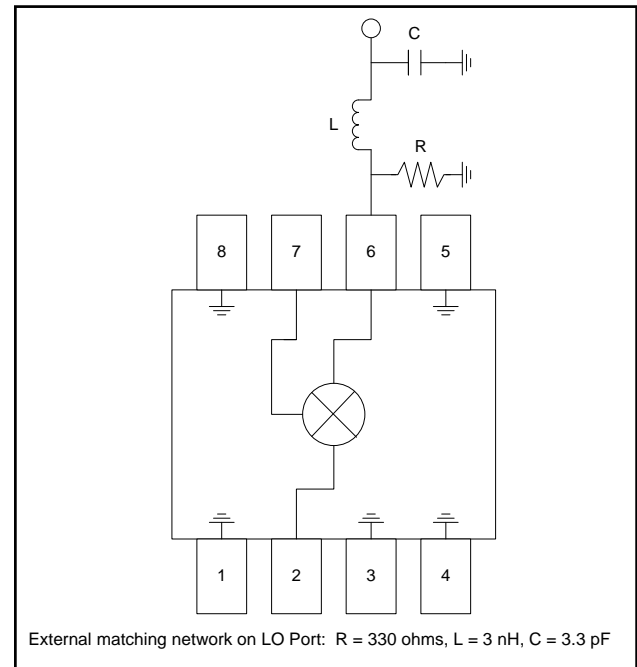 C
L
R
8 7 6 5
1 2 3 4
External matching network on LO Port: R = 330 ohms, L = 3 nH, C = 3.3 pF